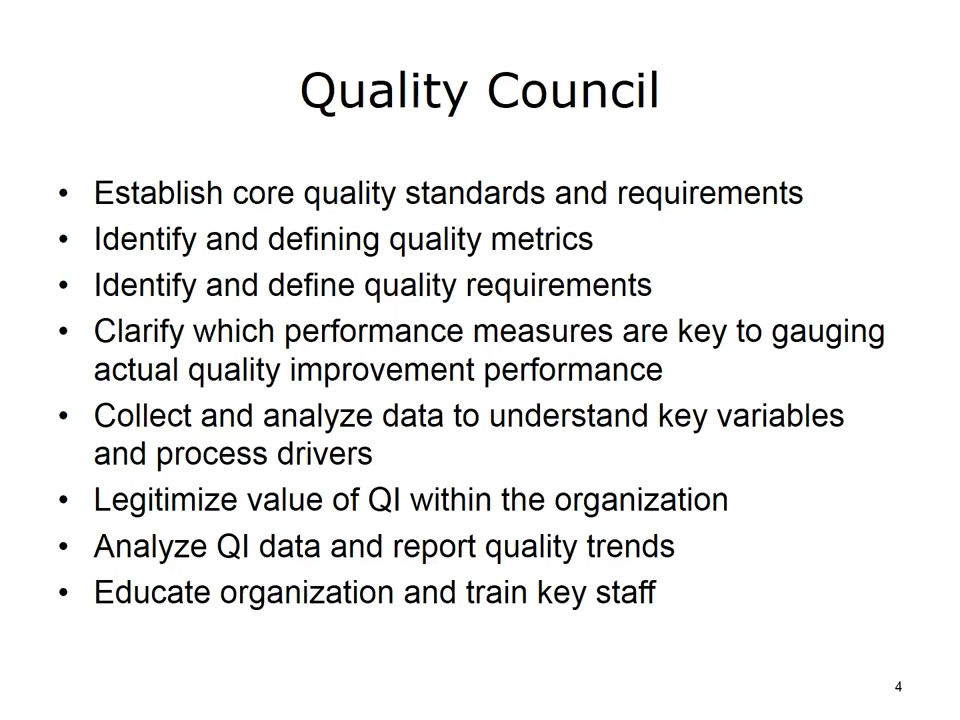 Quality Council
• Establish core quality standards and requirements
• Identify and defining quality metrics
• Identify and define quality requirements
• Clarify which performance measures are key to gauging
actual quality improvement performance
• Collect and analyze data to understand key variables
and process drivers
• Legitimize value of QI within the organization
• Analyze QI data and report quality trends
• Educate organization and train key staff
4